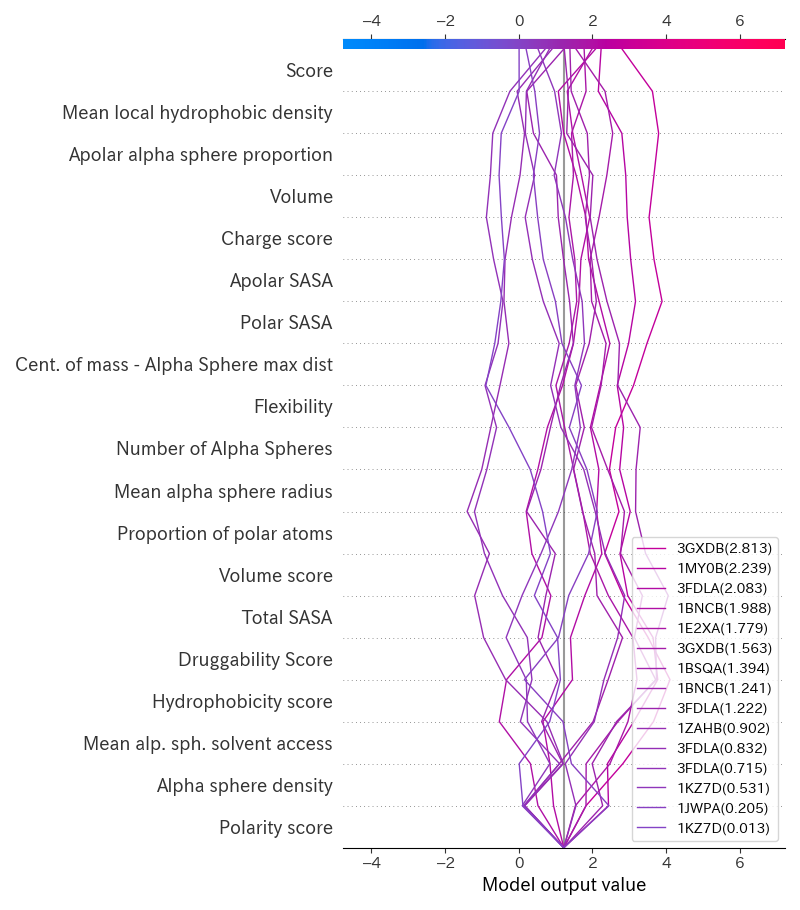 −4 −2 0 2 4 6
Score
Mean local hydrophobic density
Apolar alpha sphere proportion
Volume
Charge score
Apolar SASA
Polar SASA
Cent. of mass - Alpha Sphere max dist
Flexibility
Number of Alpha Spheres
Mean alpha sphere radius
Proportion of polar atoms
Volume score
Total SASA
Druggability Score
Hydrophobicity score
Mean alp. sph. solvent access
Alpha sphere density
Polarity score
3GXDB(2.813)
1MY0B(2.239)
3FDLA(2.083)
1BNCB(1.988)
1E2XA(1.779)
3GXDB(1.563)
1BSQA(1.394)
1BNCB(1.241)
3FDLA(1.222)
1ZAHB(0.902)
3FDLA(0.832)
3FDLA(0.715)
1KZ7D(0.531)
1JWPA(0.205)
1KZ7D(0.013)
−4 −2 0 2 4 6
Model output value